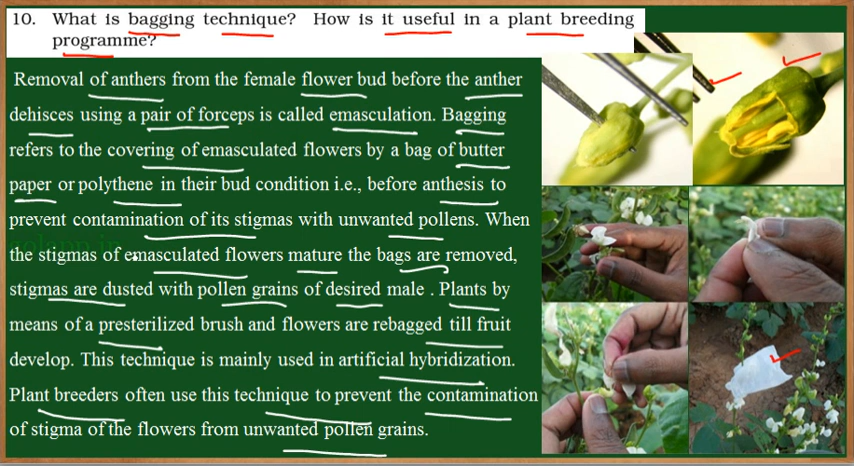 10. What is bagging technique? How is it useful in a plant breeding
programme?
Removal of anthers from the female flower bud before the anther
dehisces using a pair of forceps is called emasculation. Bagging
refers to the covering of emasculated flowers by a bag of butter
paper or polythene in their bud condition i.e., before anthesis to
prevent contamination of its stigmas with unwanted pollens. When
the stigmas of emasculated flowers mature the bags are removed,
stigmas are dusted with pollen grains of desired male . Plants by
means of a presterilized brush and flowers are rebagged till fruit
develop. This technique is mainly used in artificial hybridization.
Plant breeders often use this technique to prevent the contamination
of stigma of the flowers from unwanted pollen grains.